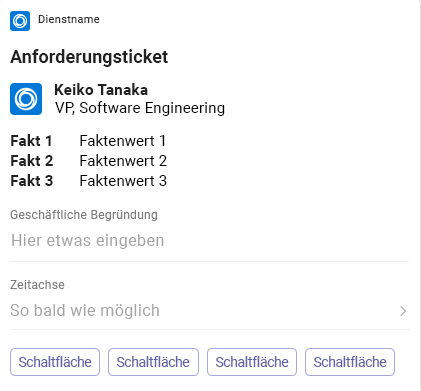 Dienstname
Anforderungsticket
Keiko Tanaka
VP, Software Engineering
Fakt 1 Faktenwert 1
Fakt 2 Faktenwert 2
Fakt 3 Faktenwert 3
Geschäftliche Begründung
Hier etwas eingeben
Zeitachse
So bald wie möglich
Schaltfläche Schaltfläche Schaltfläche Schaltfläche